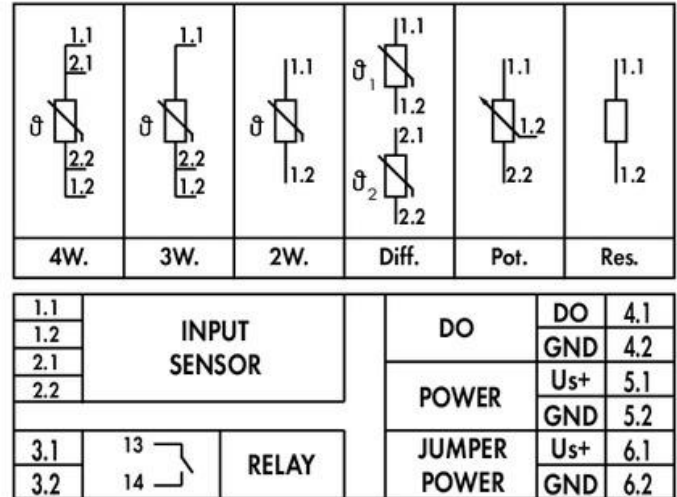 1.1 1.1 1.1 1.1 1.1 1.1
2.1
ϑ ϑ ϑ ϑ1 1.2 1.2
2.1
2.2 2.2 1.2 ϑ2 2.2 1.2
1.2 1.2 2.2
4W. 3W. 2W. Diff. Pot. Res.
1.1 INPUT SENSOR DO DO 4.1
1.2 GND 4.2
2.1 POWER Us+ 5.1
2.2 GND 5.2
3.1 13 RELAY JUMPER POWER Us+ 6.1
3.2 14 GND 6.2